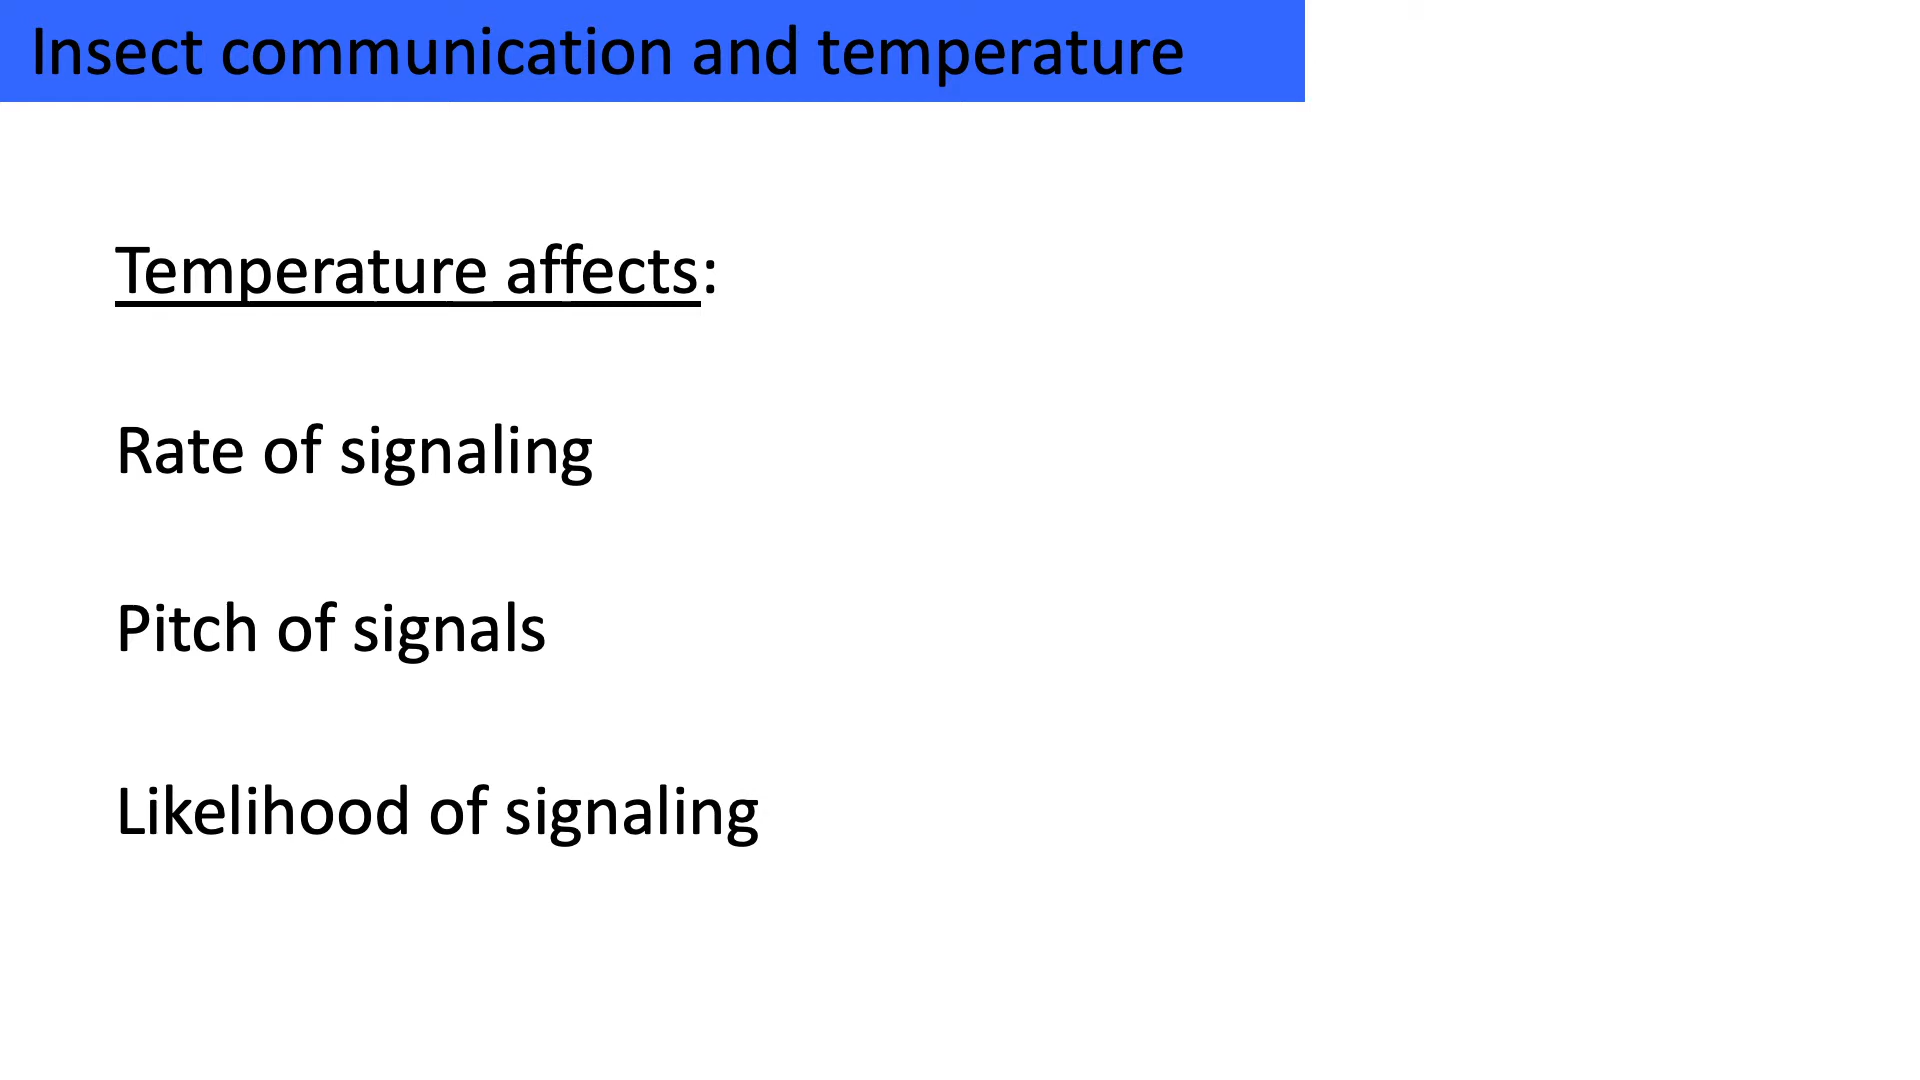 Insect communication and temperature
Temperature affects:
Rate of signaling
Pitch of signals
Likelihood of signaling